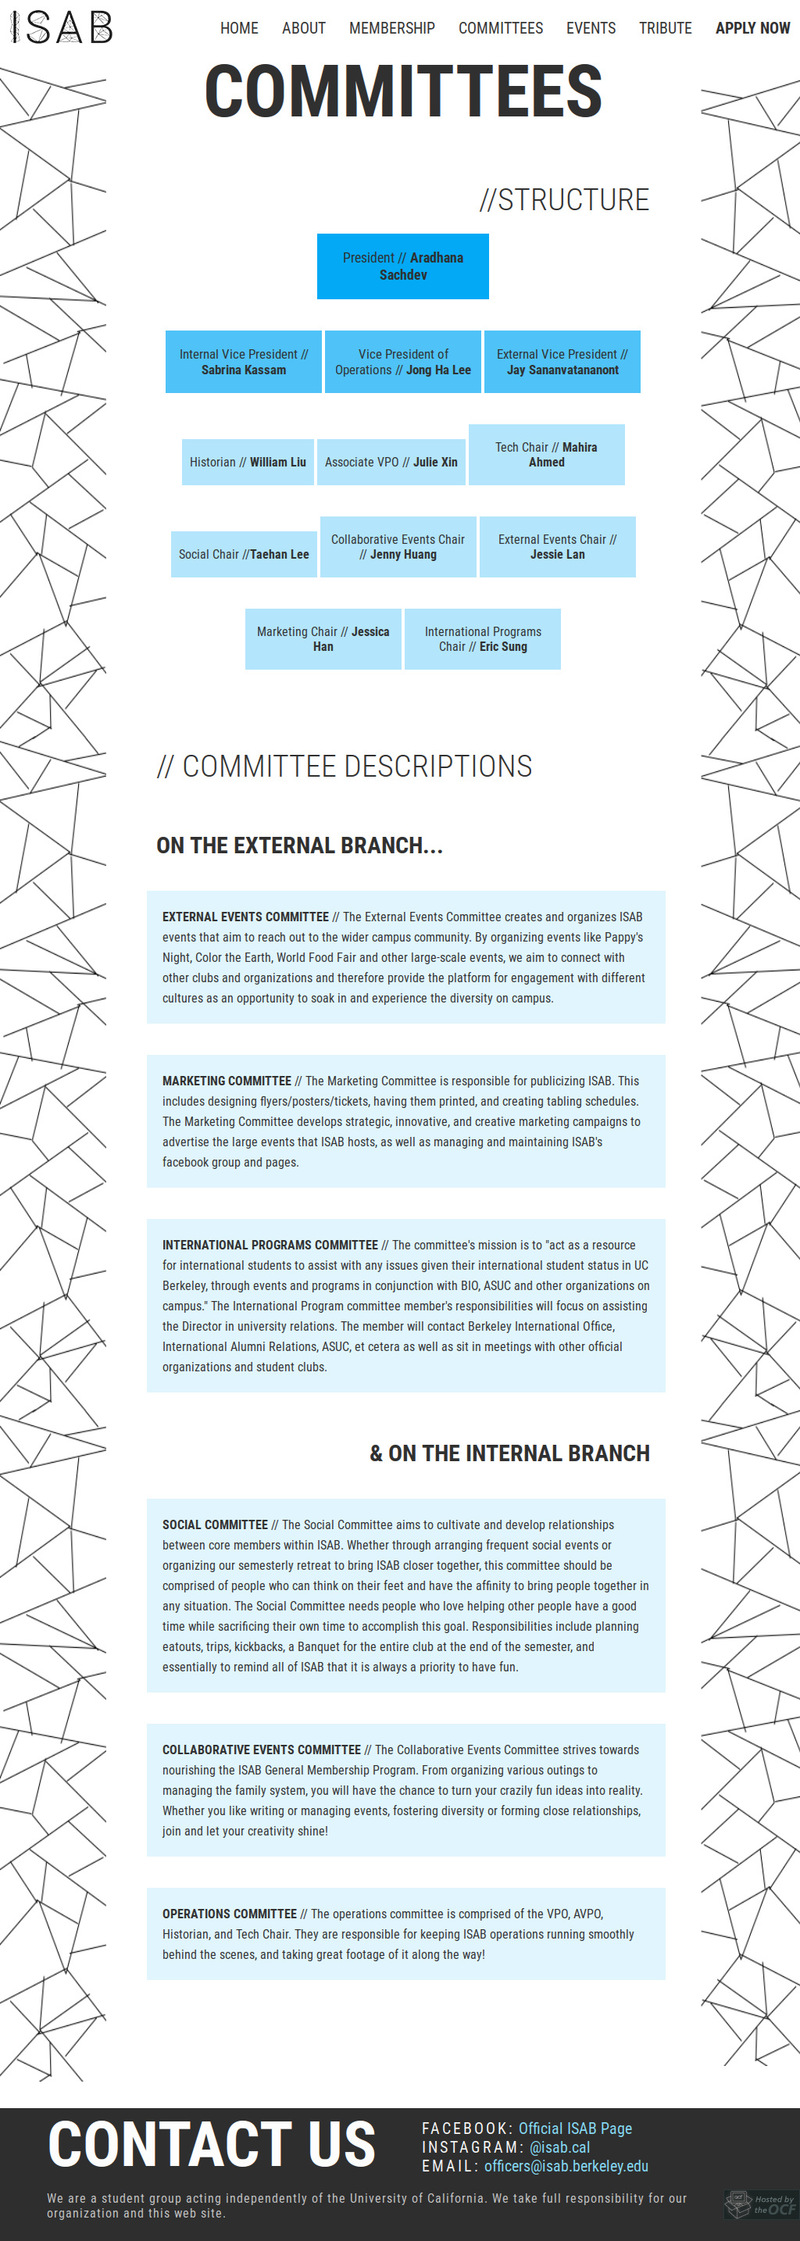 ISAB
HOME ABOUT MEMBERSHIP COMMITTEES EVENTS TRIBUTE APPLY NOW
COMMITTEES
//STRUCTURE
President // Aradhana
Sachdev
Internal Vice President //
Sabrina Kassam
Vice President of
Operations // Jong Ha Lee
External Vice President //
Jay Sananvatananont
Historian // William Liu
Associate VPO // Julie Xin
Tech Chair // Mahira
Ahmed
Social Chair //Taehan Lee
Collaborative Events Chair
// Jenny Huang
External Events Chair //
Jessie Lan
Marketing Chair // Jessica
Han
International Programs
Chair // Eric Sung
// COMMITTEE DESCRIPTIONS
ON THE EXTERNAL BRANCH...
EXTERNAL EVENTS COMMITTEE // The External Events Committee creates and organizes ISAB
events that aim to reach out to the wider campus community. By organizing events like Pappy's
Night, Color the Earth, World Food Fair and other large-scale events, we aim to connect with
other clubs and organizations and therefore provide the platform for engagement with different
cultures as an opportunity to soak in and experience the diversity on campus.
MARKETING COMMITTEE // The Marketing Committee is responsible for publicizing ISAB. This
includes designing flyers/posters/tickets, having them printed, and creating tabling schedules.
The Marketing Committee develops strategic, innovative, and creative marketing campaigns to
advertise the large events that ISAB hosts, as well as managing and maintaining ISAB's
facebook group and pages.
INTERNATIONAL PROGRAMS COMMITTEE // The committee's mission is to "act as a resource
for international students to assist with any issues given their international student status in UC
Berkeley, through events and programs in conjunction with BIO, ASUC and other organizations on
campus." The International Program committee member's responsibilities will focus on assisting
the Director in university relations. The member will contact Berkeley International Office,
International Alumni Relations, ASUC, et cetera as well as sit in meetings with other official
organizations and student clubs.
& ON THE INTERNAL BRANCH
SOCIAL COMMITTEE // The Social Committee aims to cultivate and develop relationships
between core members within ISAB. Whether through arranging frequent social events or
organizing our semesterly retreat to bring ISAB closer together, this committee should be
comprised of people who can think on their feet and have the affinity to bring people together in
any situation. The Social Committee needs people who love helping other people have a good
time while sacrificing their own time to accomplish this goal. Responsibilities include planning
eatouts, trips, kickbacks, a Banquet for the entire club at the end of the semester, and
essentially to remind all of ISAB that it is always a priority to have fun.
COLLABORATIVE EVENTS COMMITTEE // The Collaborative Events Committee strives towards
nourishing the ISAB General Membership Program. From organizing various outings to
managing the family system, you will have the chance to turn your crazily fun ideas into reality.
Whether you like writing or managing events, fostering diversity or forming close relationships,
join and let your creativity shine!
OPERATIONS COMMITTEE // The operations committee is comprised of the VPO, AVPO,
Historian, and Tech Chair. They are responsible for keeping ISAB operations running smoothly
behind the scenes, and taking great footage of it along the way!
CONTACT US
FACEBOOK: Official ISAB Page
INSTAGRAM: @isab.cal
EMAIL: officers@isab.berkeley.edu
We are a student group acting independently of the University of California. We take full responsibility for our
organization and this web site.
Hosted by
the OCF